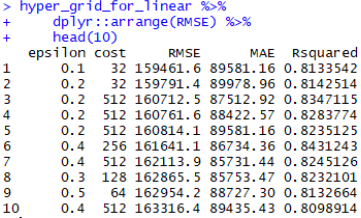 > hyper_grid_for_linear %>%
+     dplyr::arrange(RMSE) %>%
+     head(10)
   epsilon cost     RMSE      MAE  Rsquared
1      0.1   32 159461.6 89581.16 0.8133542
2      0.2   32 159791.4 89978.96 0.8142514
3      0.2  512 160712.5 87512.92 0.8347115
4      0.2  512 160761.6 88422.57 0.8283774
5      0.2  512 160814.1 89581.16 0.8235125
6      0.4  256 161641.1 86734.36 0.8431243
7      0.4  512 162113.9 85731.44 0.8245126
8      0.3  128 162865.5 85753.47 0.8232101
9      0.5   64 162954.2 88727.30 0.8132664
10     0.4  512 163316.4 89435.43 0.8098914